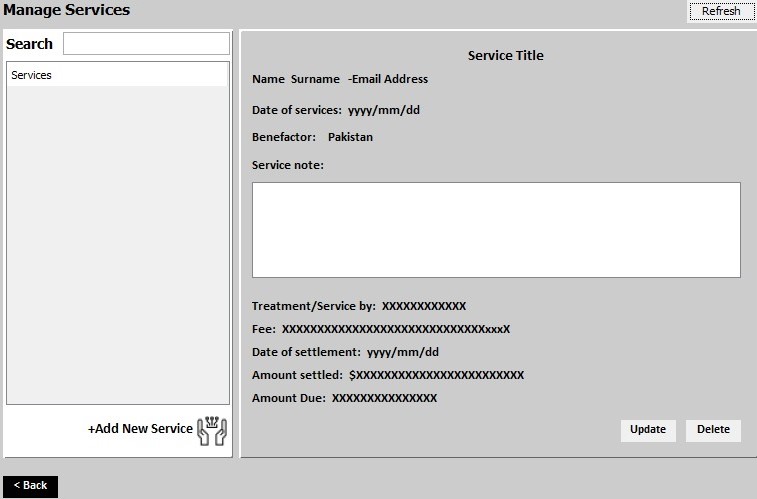 Manage Services
Refresh
Search
Services
+Add New Service
Service Title
Name Surname -Email Address
Date of services: yyyy/mm/dd
Benefactor: Pakistan
Service note:
Treatment/Service by: XXXXXXXXXXXX
Fee: XXXXXXXXXXXXXXXXXXXXXXXXXXXXXxxxX
Date of settlement: yyyy/mm/dd
Amount settled: $XXXXXXXXXXXXXXXXXXXXXXXX
Amount Due: XXXXXXXXXXXXXXX
Update
Delete
< Back